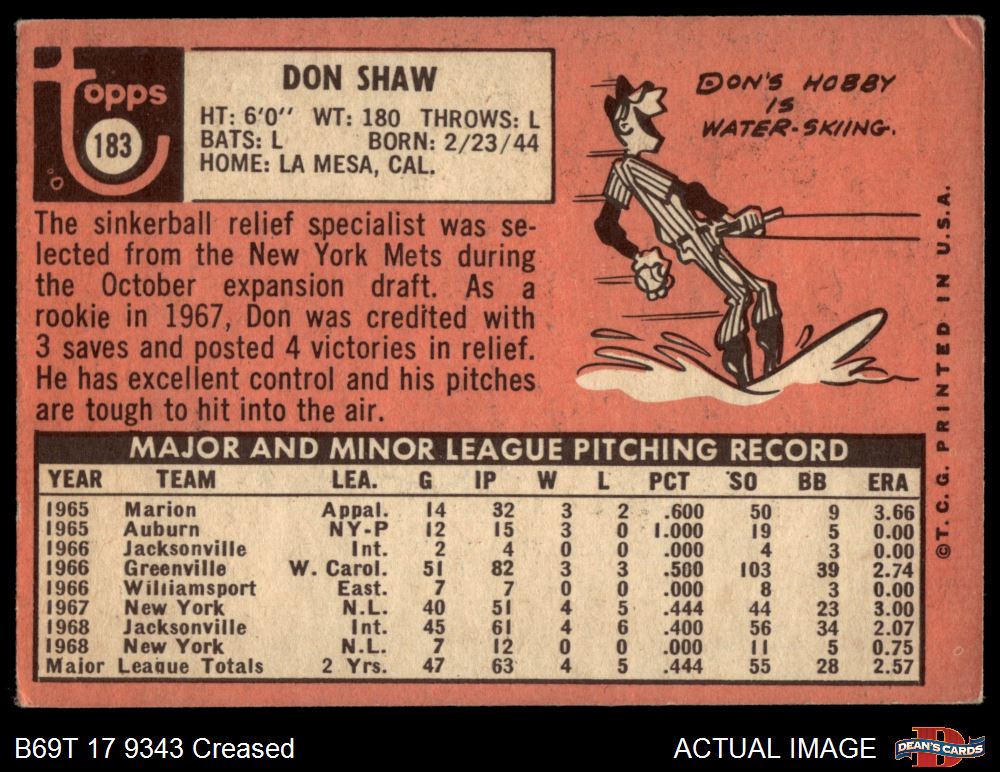 Topps
183
DON SHAW
HT: 6'0'' WT: 180 THROWS: L
BATS: L BORN: 2/23/44
HOME: LA MESA, CAL.
DON'S HOBBY
IS
WATER-SKIING.
The sinkerball relief specialist was se-
lected from the New York Mets during
the October expansion draft. As a
rookie in 1967, Don was credited with
3 saves and posted 4 victories in relief.
He has excellent control and his pitches
are tough to hit into the air.
MAJOR AND MINOR LEAGUE PITCHING RECORD
YEAR TEAM LEA. G IP W L PCT SO BB ERA
1965 Marion Appal. 14 32 3 2 .600 50 9 3.66
1965 Auburn NY-P 12 15 3 0 1.000 19 5 0.00
1966 Jacksonville Int. 2 4 0 0 .000 4 3 0.00
1966 Greenville W. Carol. 51 82 3 3 .500 103 39 2.74
1966 Williamsport East. 7 7 0 0 .000 8 3 0.00
1967 New York N.L. 40 51 4 5 .444 44 23 3.00
1968 Jacksonville Int. 45 61 4 6 .400 56 34 2.07
1968 New York N.L. 7 12 0 0 .000 11 5 0.75
Major League Totals 2 Yrs. 47 63 4 5 .444 55 28 2.57
©T.C.G. PRINTED IN U.S.A.
B69T 17 9343 Creased
ACTUAL IMAGE
D
DEAN'S CARDS